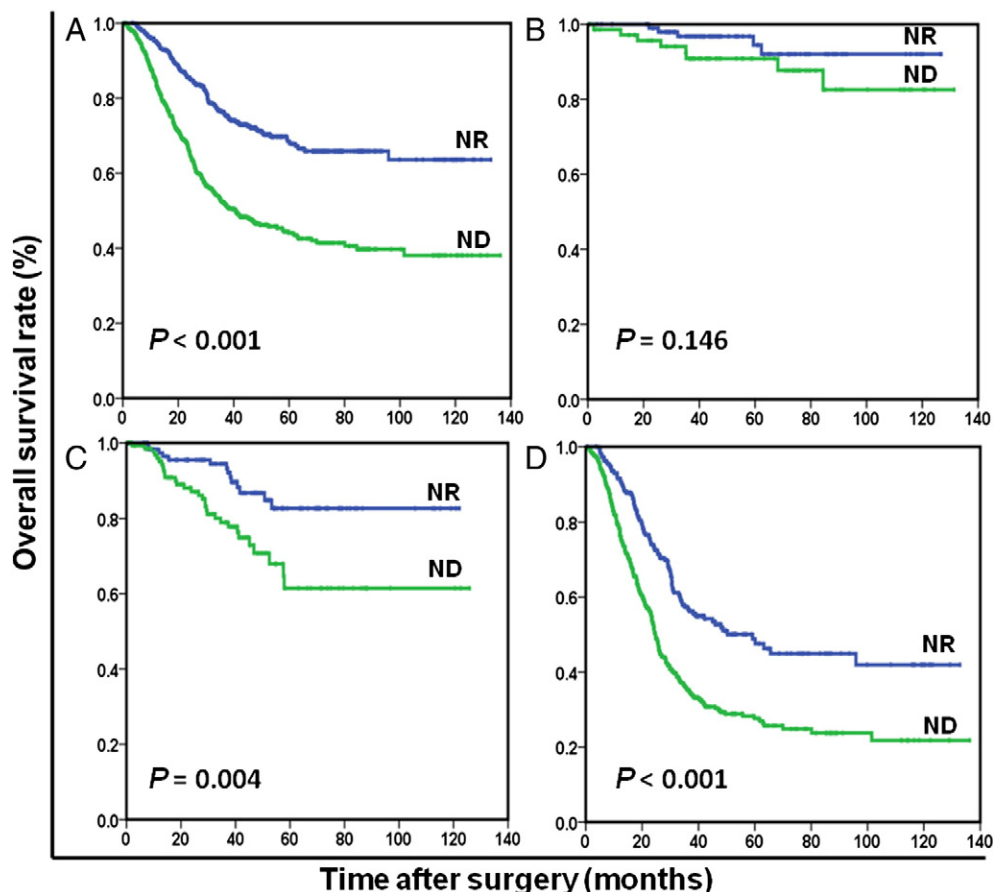 Overall survival rate (%)
A
1.0
0.8
0.6
0.4
0.2
0.0
NR
ND
P < 0.001
0 20 40 60 80 100 120 140
B
1.0
0.8
0.6
0.4
0.2
0.0
NR
ND
P = 0.146
0 20 40 60 80 100 120 140
C
1.0
0.8
0.6
0.4
0.2
0.0
NR
ND
P = 0.004
0 20 40 60 80 100 120 140
D
1.0
0.8
0.6
0.4
0.2
0.0
NR
ND
P < 0.001
0 20 40 60 80 100 120 140
Time after surgery (months)